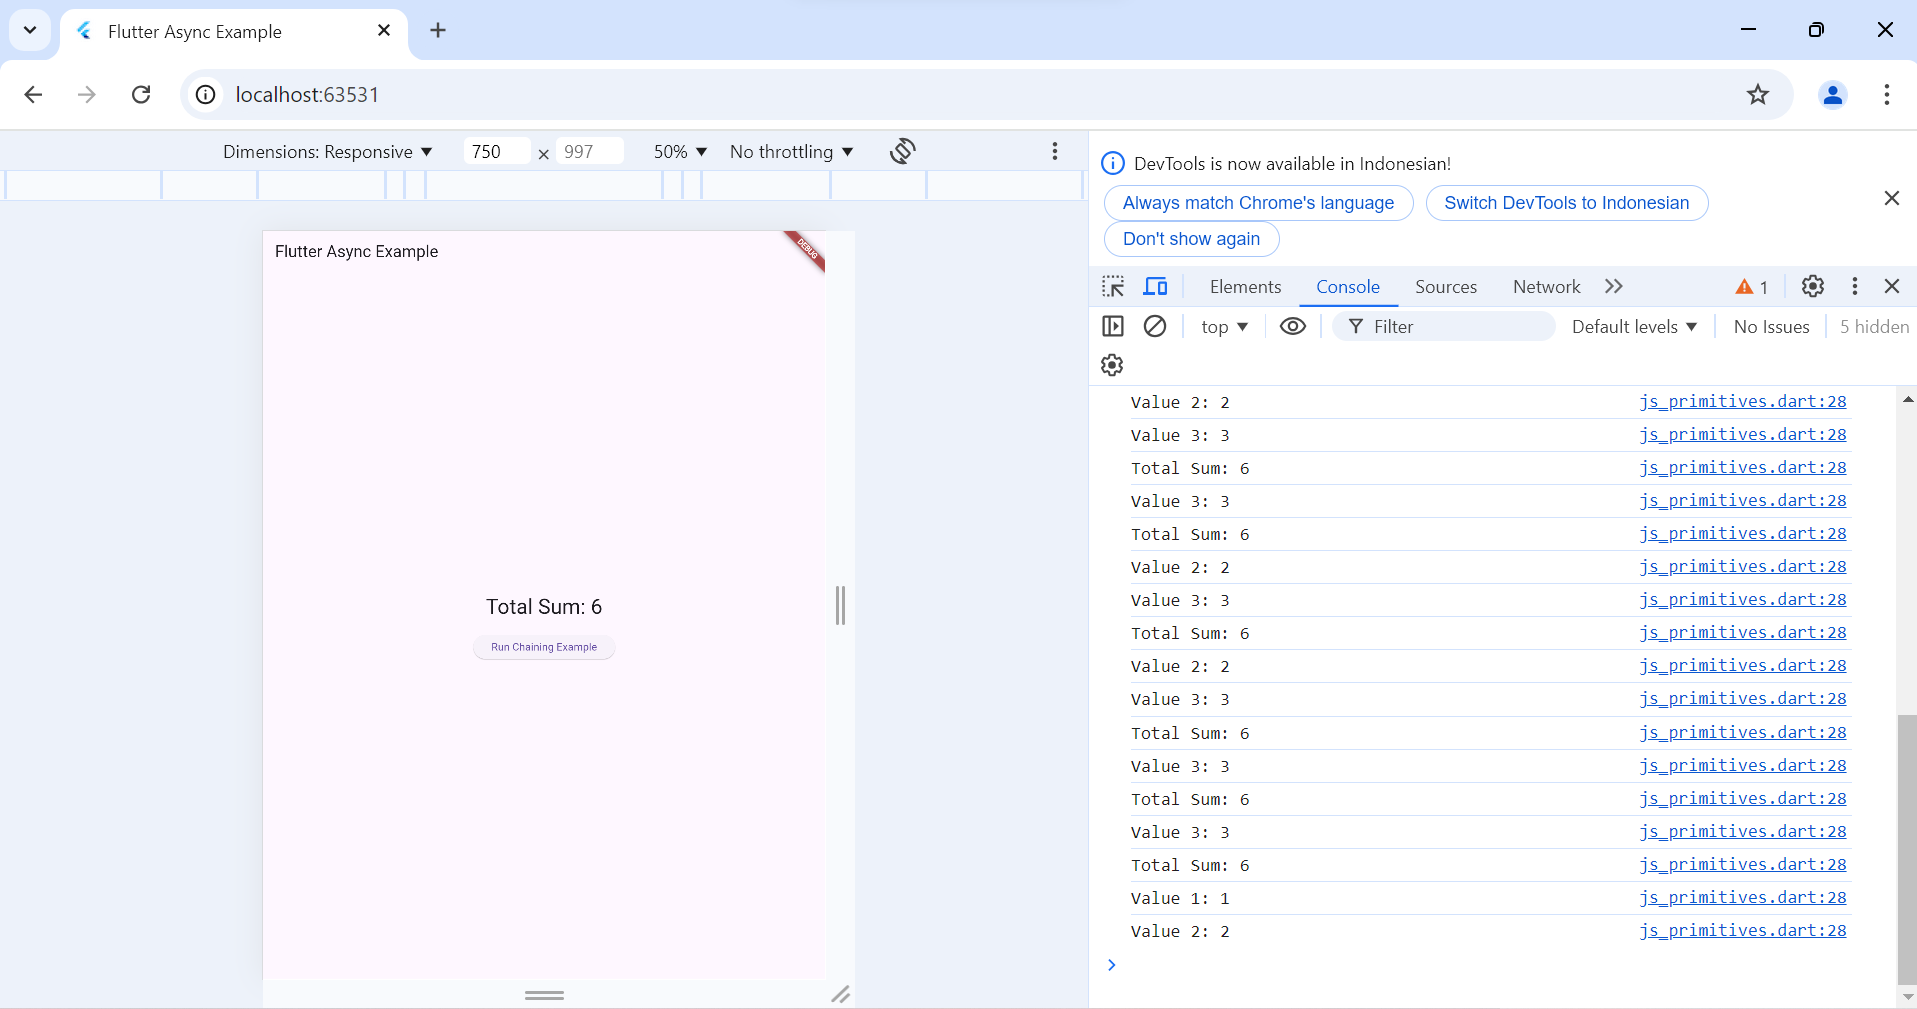 Flutter Async Example
localhost:63531
Dimensions: Responsive 750 × 997 50% No throttling
Flutter Async Example
DEBUG
Total Sum: 6
Run Chaining Example
DevTools is now available in Indonesian!
Always match Chrome's language Switch DevTools to Indonesian
Don't show again
Elements Console Sources Network 1
top Filter Default levels No Issues 5 hidden
Value 2: 2 js_primitives.dart:28
Value 3: 3 js_primitives.dart:28
Total Sum: 6 js_primitives.dart:28
Value 3: 3 js_primitives.dart:28
Total Sum: 6 js_primitives.dart:28
Value 2: 2 js_primitives.dart:28
Value 3: 3 js_primitives.dart:28
Total Sum: 6 js_primitives.dart:28
Value 2: 2 js_primitives.dart:28
Value 3: 3 js_primitives.dart:28
Total Sum: 6 js_primitives.dart:28
Value 3: 3 js_primitives.dart:28
Total Sum: 6 js_primitives.dart:28
Value 3: 3 js_primitives.dart:28
Total Sum: 6 js_primitives.dart:28
Value 1: 1 js_primitives.dart:28
Value 2: 2 js_primitives.dart:28